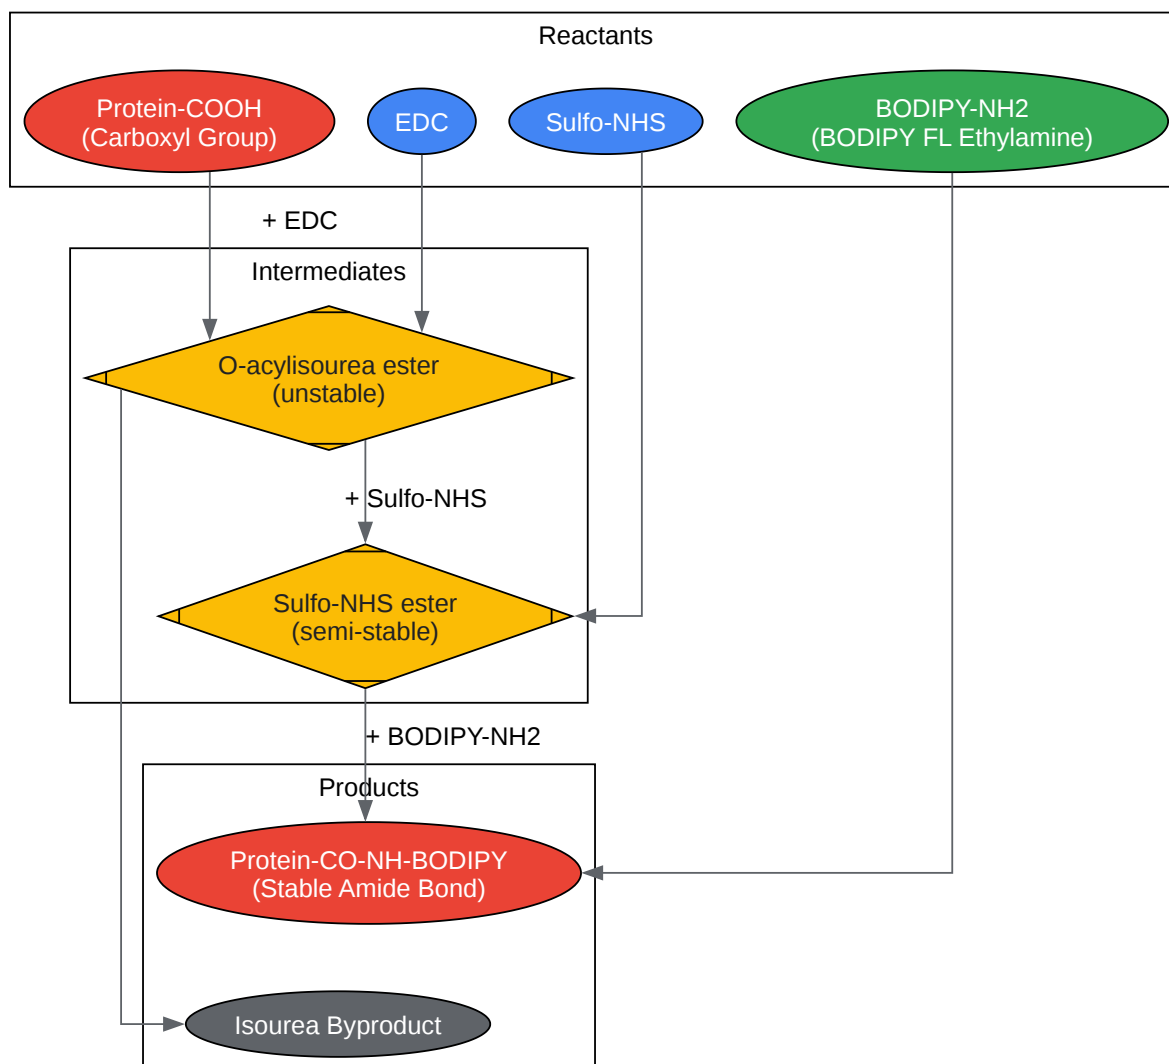 Reactants
Protein-COOH
(Carboxyl Group)
EDC
Sulfo-NHS
BODIPY-NH2
(BODIPY FL Ethylamine)
+ EDC
Intermediates
O-acylisourea ester
(unstable)
+ Sulfo-NHS
Sulfo-NHS ester
(semi-stable)
+ BODIPY-NH2
Products
Protein-CO-NH-BODIPY
(Stable Amide Bond)
Isourea Byproduct